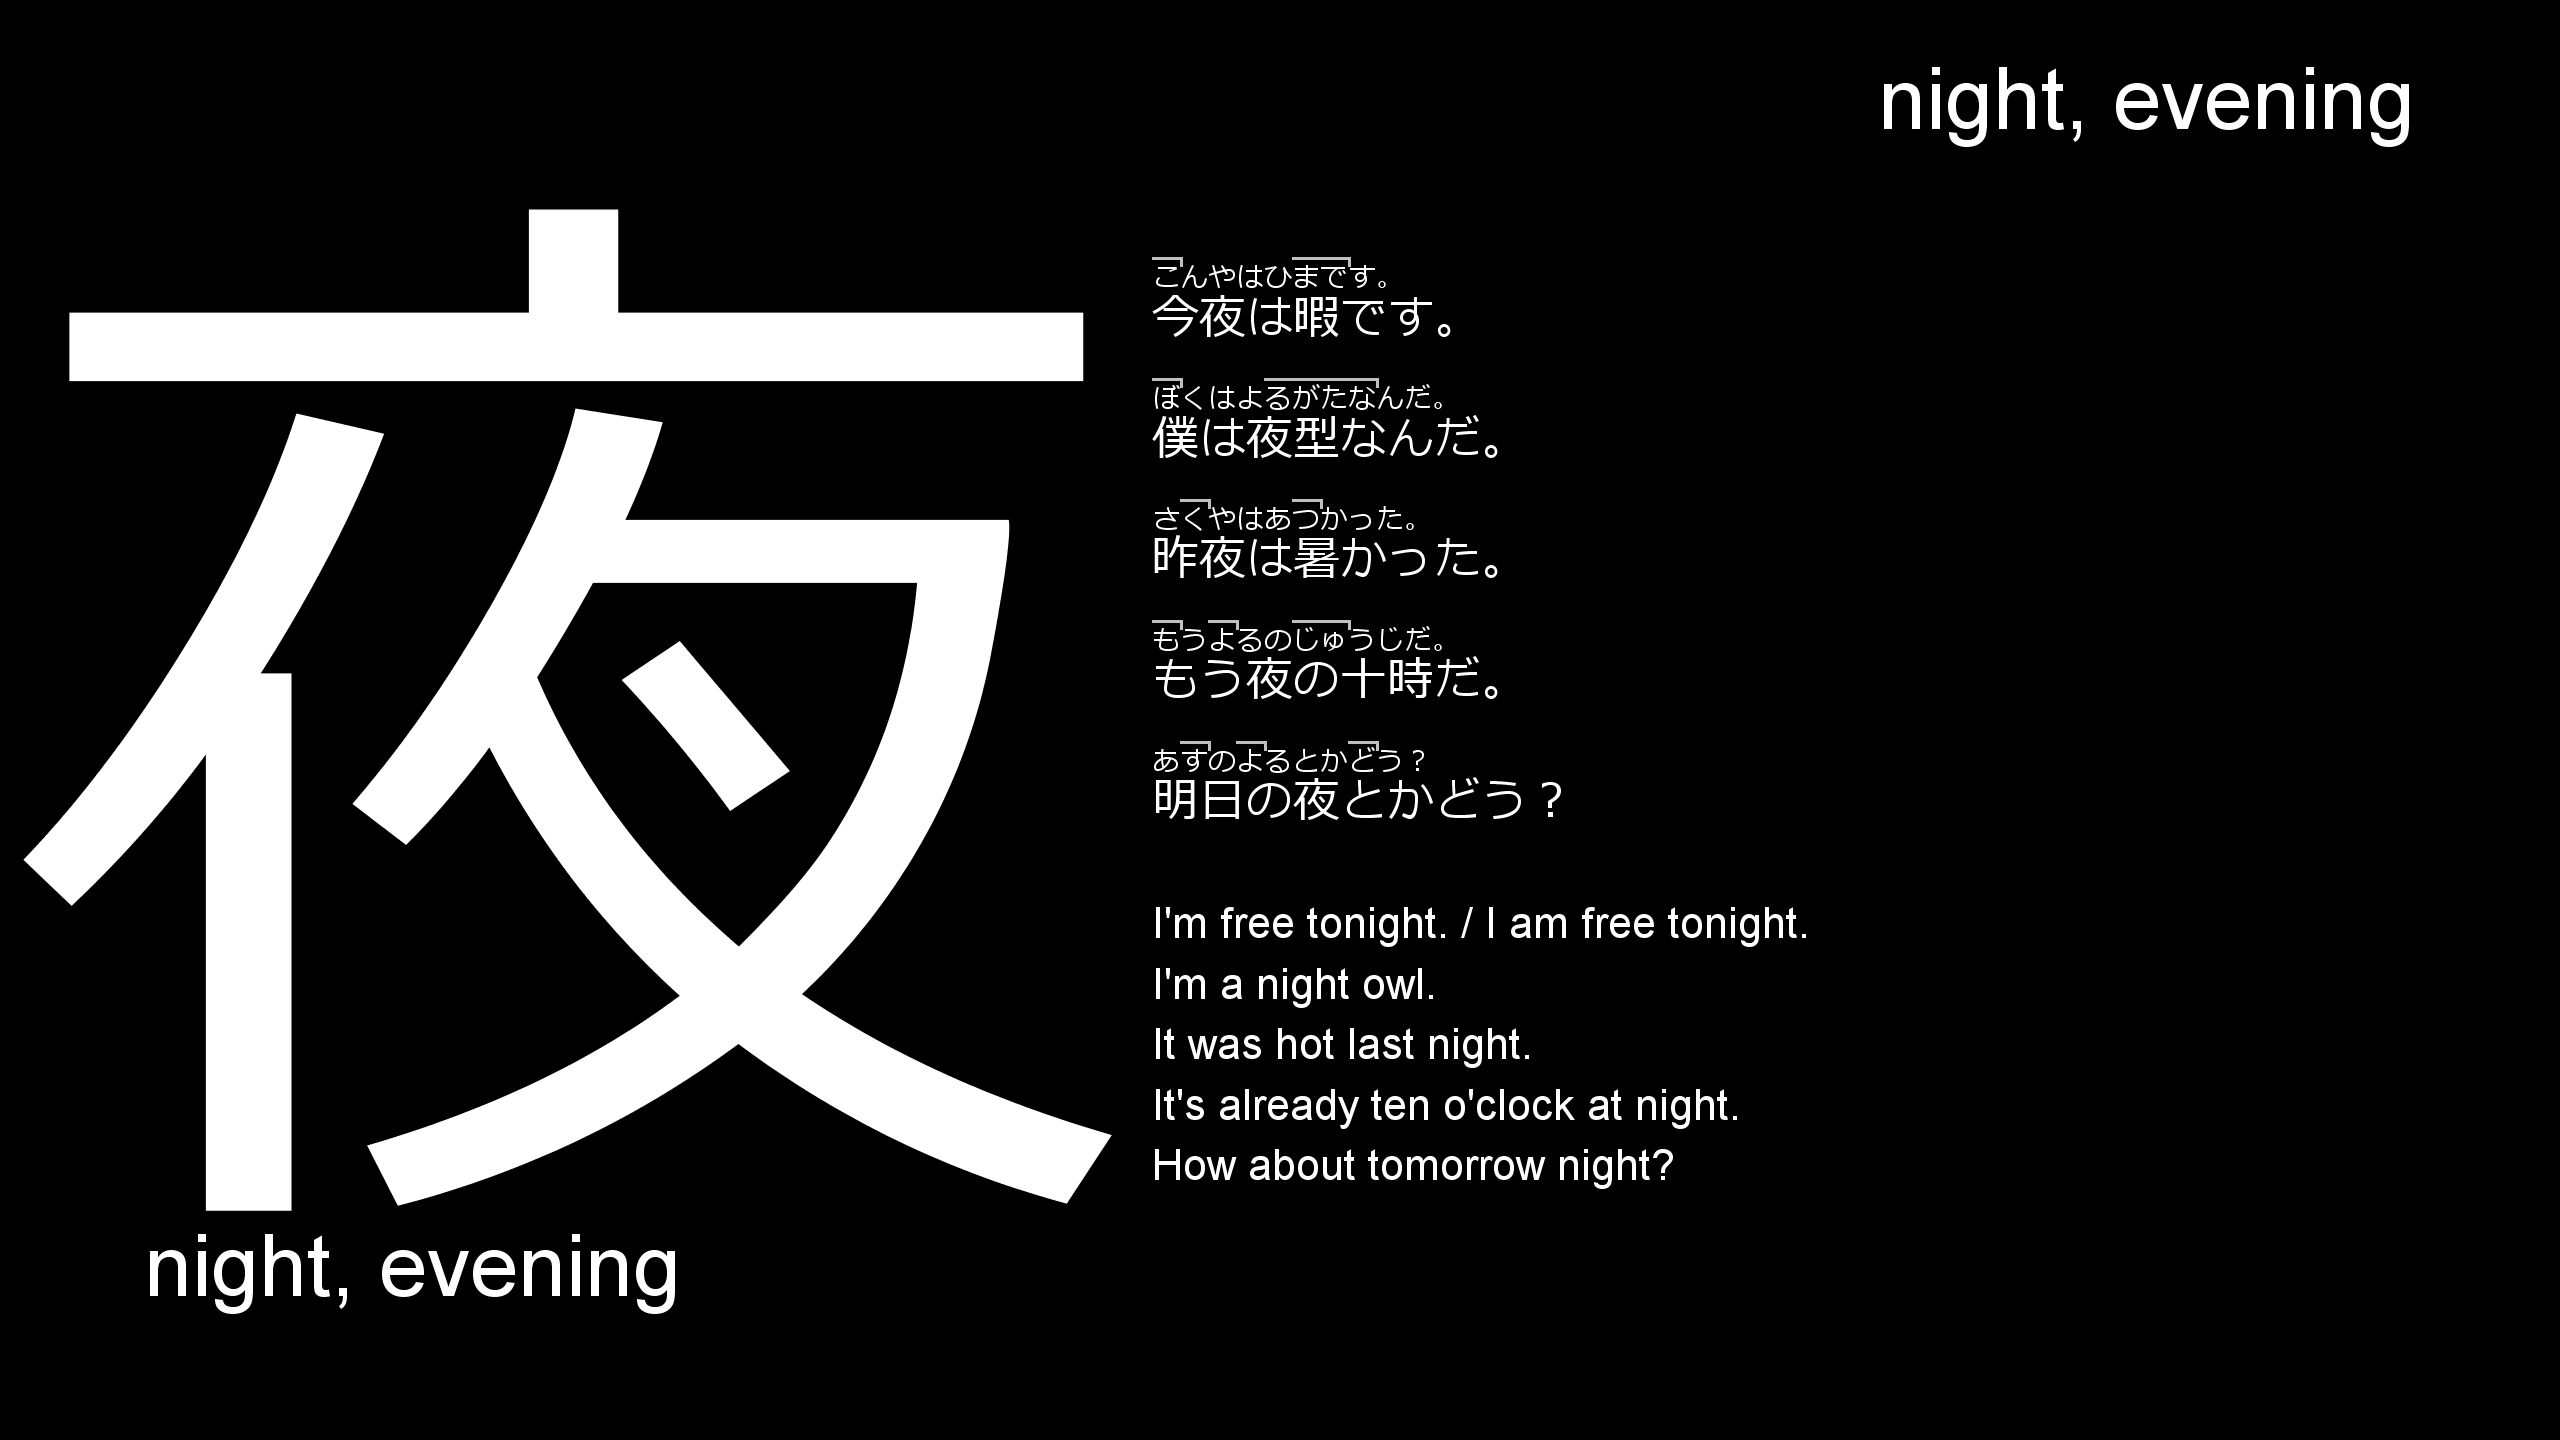 night, evening
夜
こんやはひまです。
今夜は暇です。
ぼくはよるがたなんだ。
僕は夜型なんだ。
さくやはあつかった。
昨夜は暑かった。
もうよるのじゅうじだ。
もう夜の十時だ。
あすのよるとかどう？
明日の夜とかどう？
I'm free tonight. / I am free tonight.
I'm a night owl.
It was hot last night.
It's already ten o'clock at night.
How about tomorrow night?
night, evening